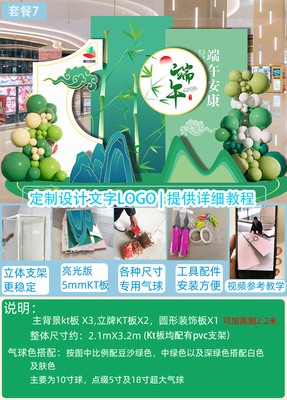 套餐7
端午
端午安康
定制设计文字LOGO | 提供详细教程
立体支架
更稳定
亮光版
5mmKT板
各种尺寸
专用气球
工具配件
安装方便
视频参考教学
说明：
主背景kt板 X3,立牌KT板X2，圆形装饰板X1 可加高到2.2米
整体尺寸约：2.1mX3.2m (Kt板均配有pvc支架）
气球色搭配：按图中比例配豆沙绿色，中绿色以及深绿色搭配白色
及肤色
主要为10寸球，点缀5寸及18寸超大气球